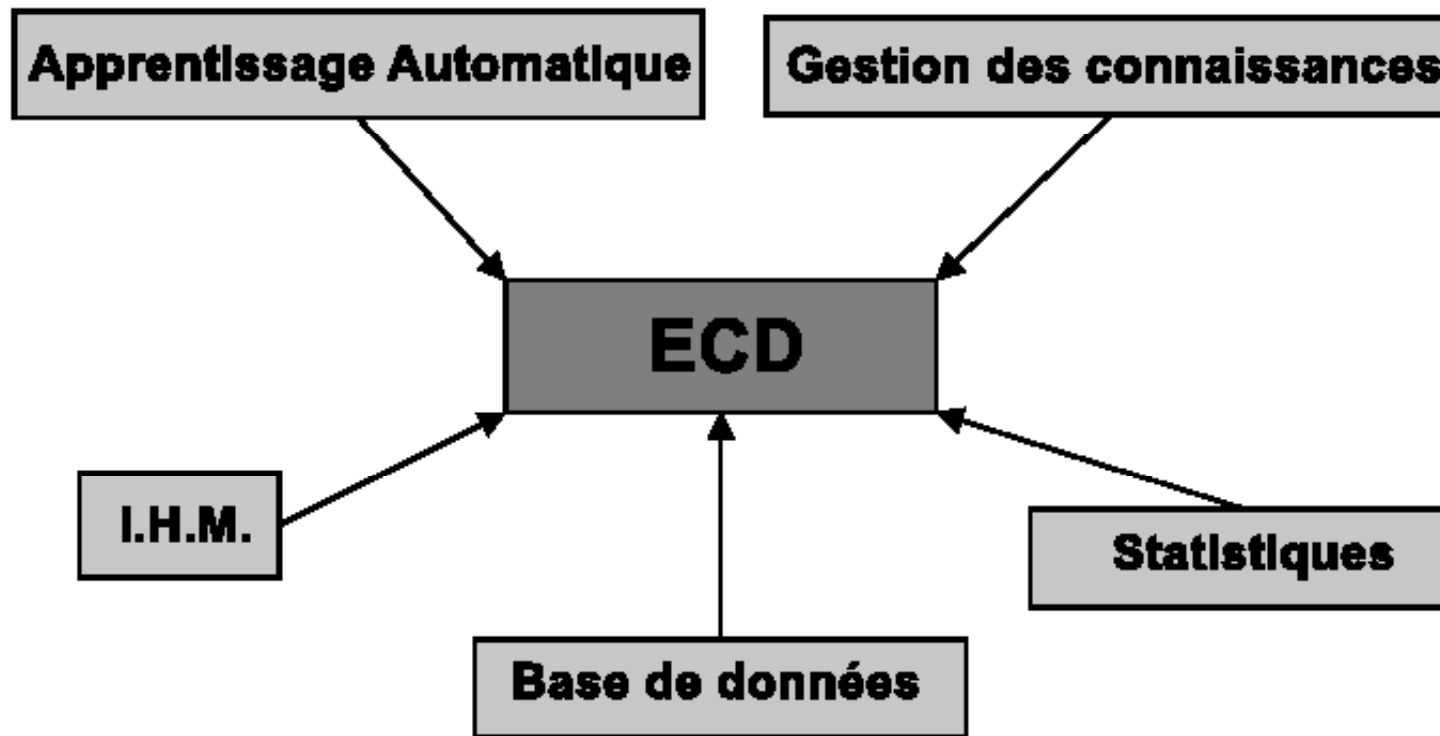 Apprentissage Automatique
Gestion des connaissances
ECD
I.H.M.
Statistiques
Base de données